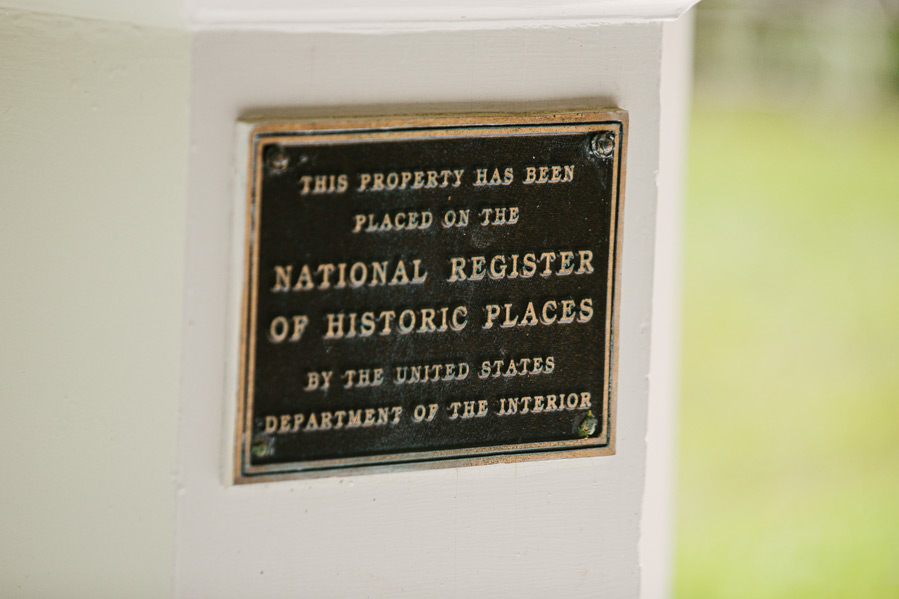 THIS PROPERTY HAS BEEN
PLACED ON THE
NATIONAL REGISTER
OF HISTORIC PLACES
BY THE UNITED STATES
DEPARTMENT OF THE INTERIOR